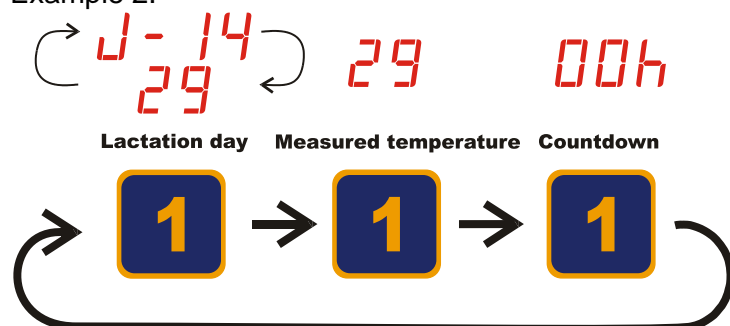 Example 2:
J-14
29 29 00h
Lactation day Measured temperature Countdown
1 1 1